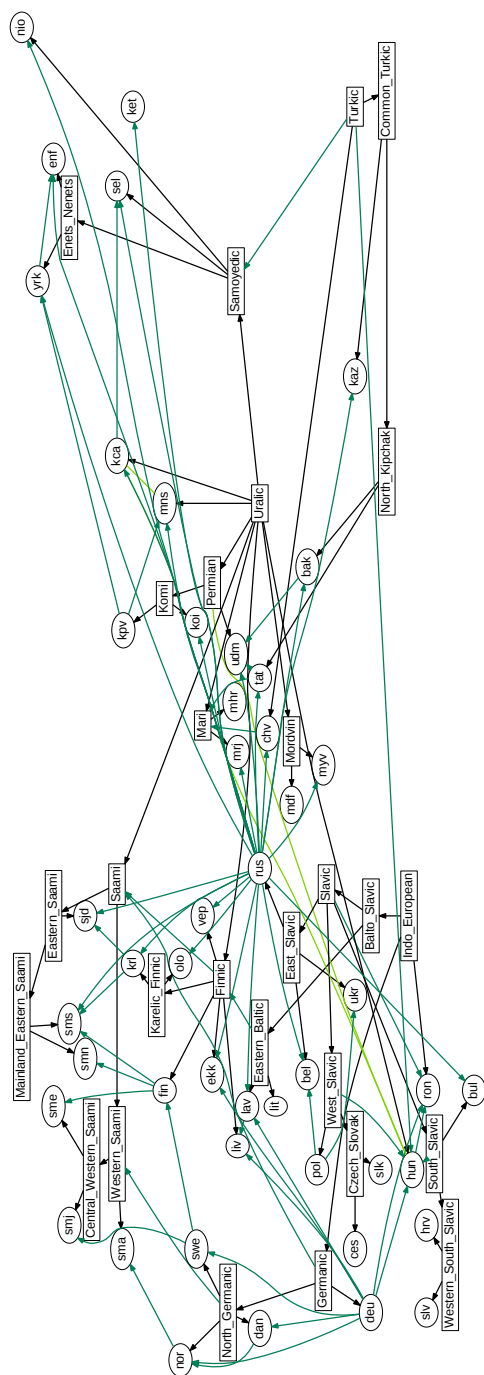 nio
ket
enf
Enets_Nenets
sel
yrk
Samoyedic
Turkic
Common_Turkic
kaz
North_Kipchak
kca
mns
Uralic
Permian
Komi
koi
kpv
bak
udm
tat
mhr
Mari
mrj
chv
Mordvin
myv
mdf
rus
Saami
Eastern_Saami
sjd
vep
krl
olo
Karelic_Finnic
Finnic
Mainland_Eastern_Saami
sms
smn
fin
ekk
lav
liv
Eastern_Baltic
lit
East_Slavic
Slavic
Balto_Slavic
Indo_European
ukr
bel
West_Slavic
pol
Czech_Slovak
slk
ces
ron
bul
hun
South_Slavic
hrv
slv
Western_South_Slavic
sme
smj
Central_Western_Saami
Western_Saami
sma
swe
North_Germanic
nor
dan
Germanic
deu